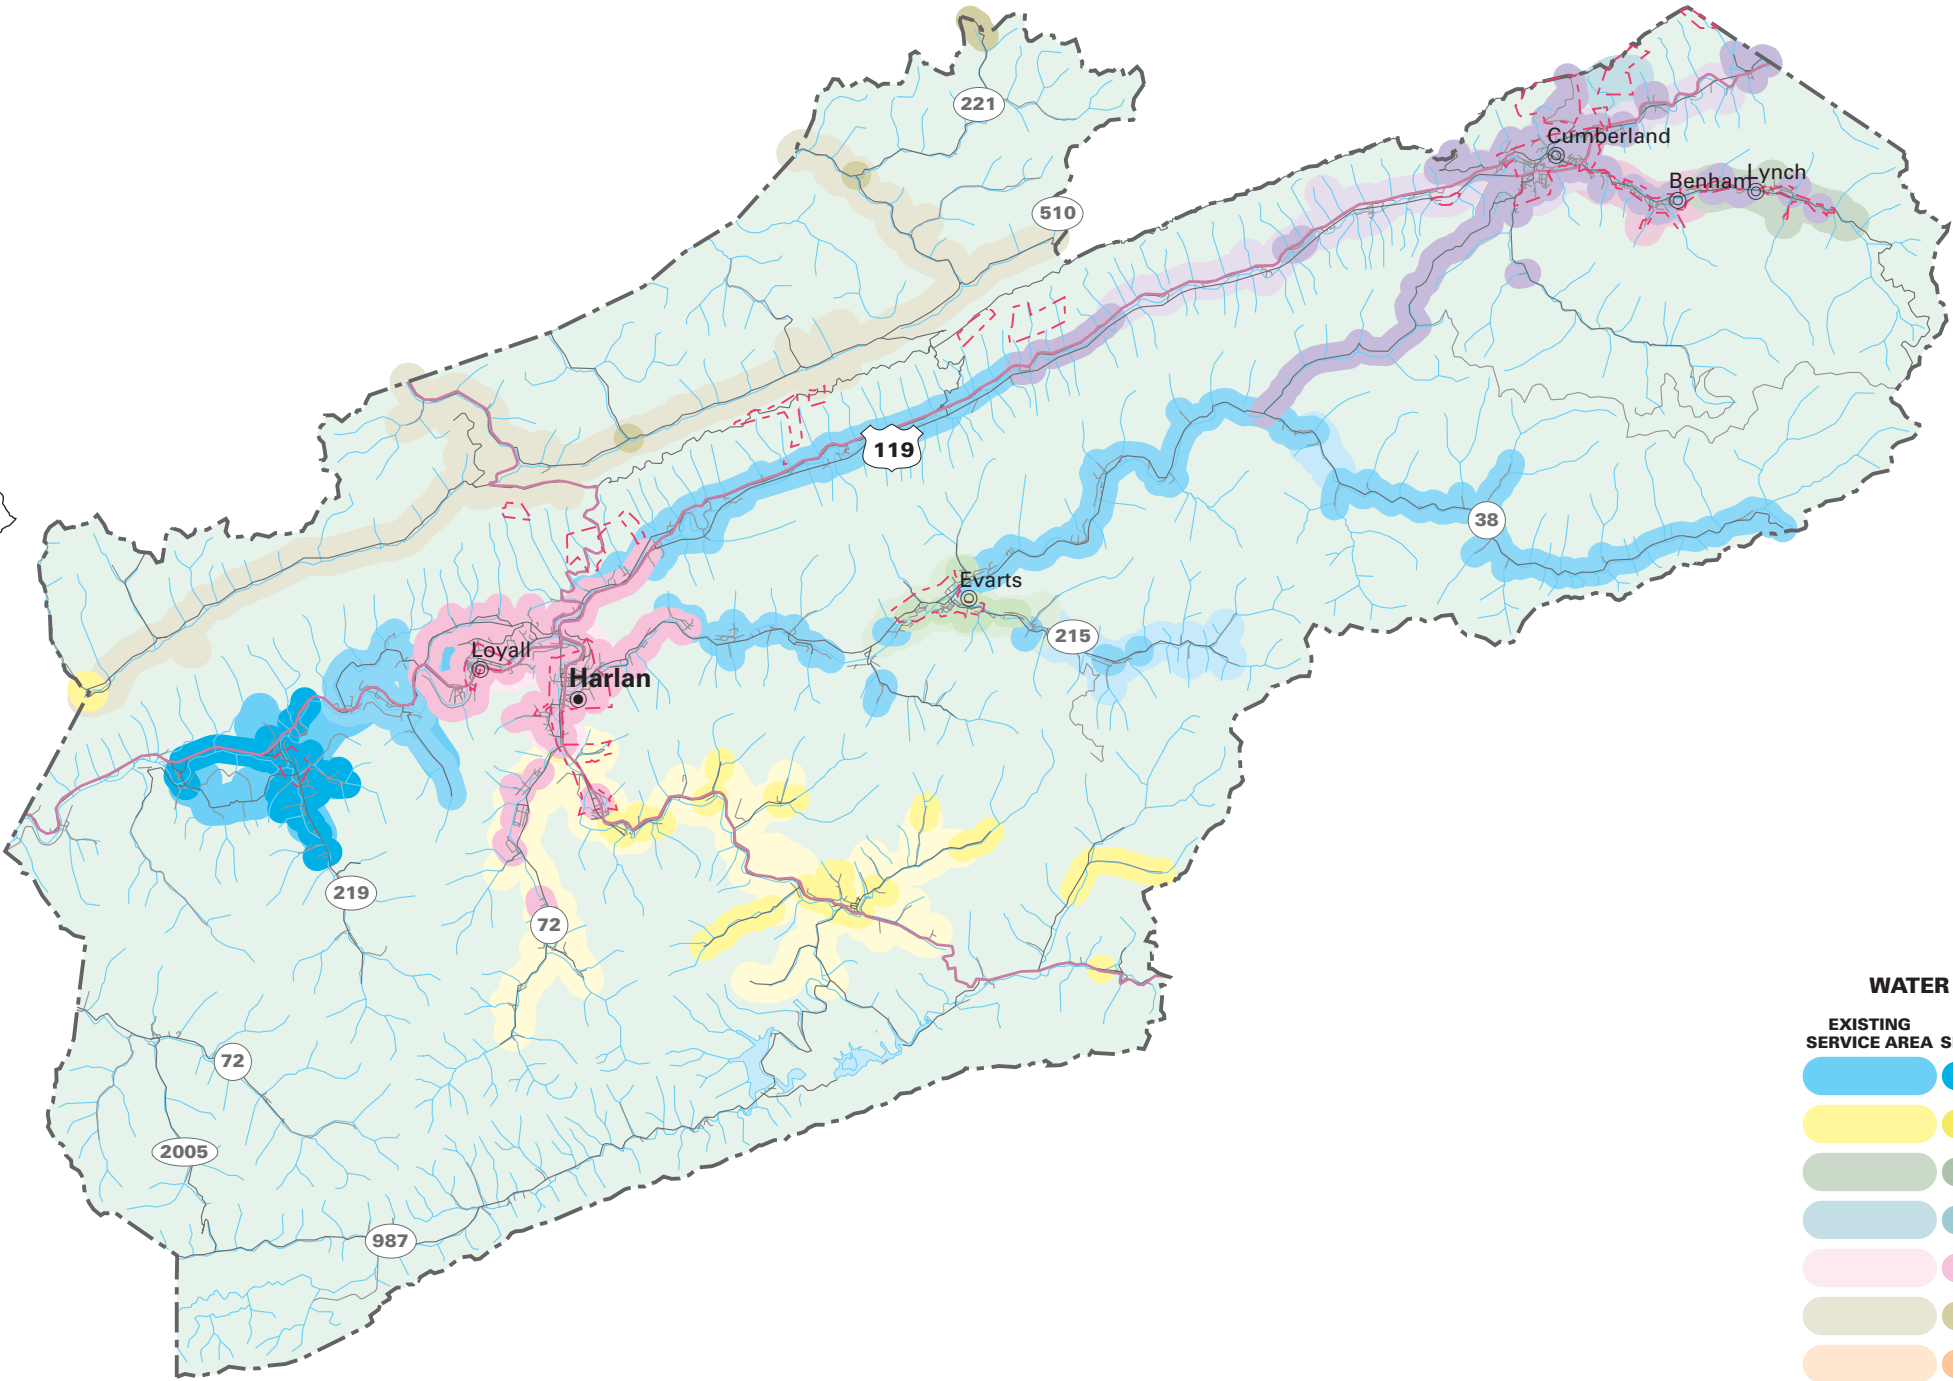 221
510
Cumberland
Benham
Lynch
119
38
Evarts
215
Loyall
Harlan
219
72
72
2005
987
WATER
EXISTING
SERVICE AREA